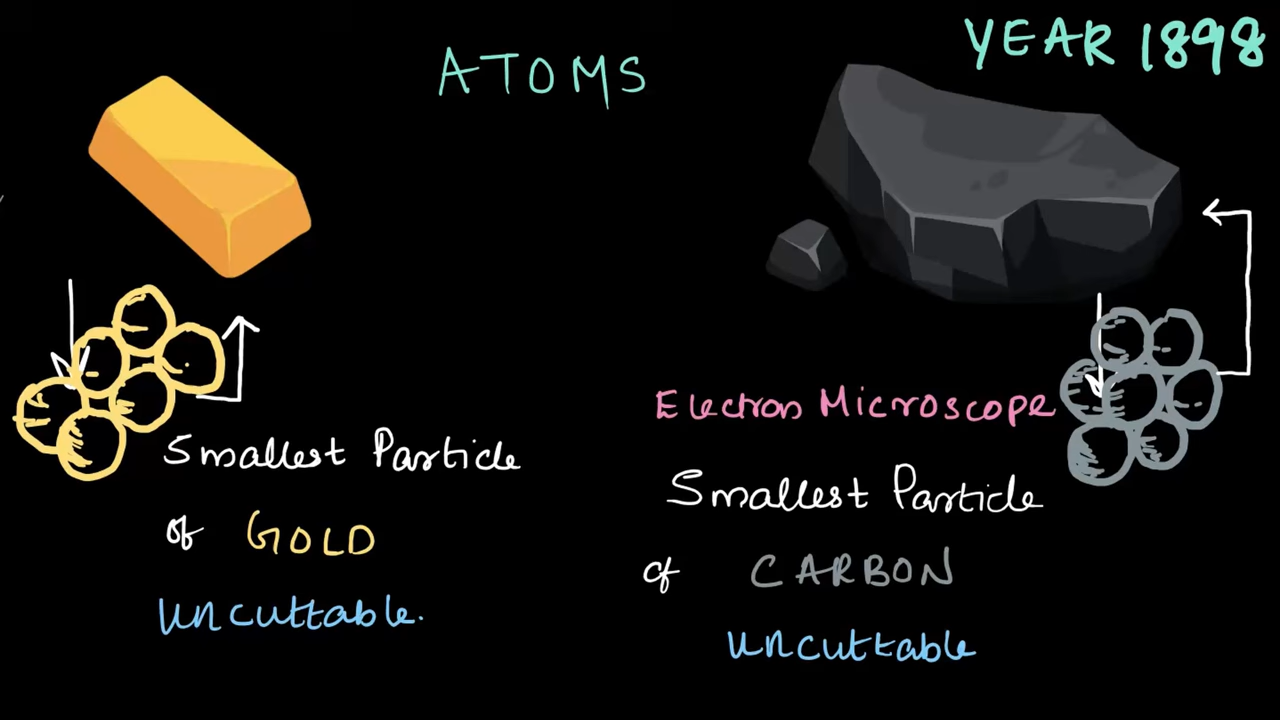 ATOMS
YEAR 1898
Smallest Particle
of GOLD
Uncuttable.
Electron Microscope
Smallest Particle
of CARBON
Uncuttable